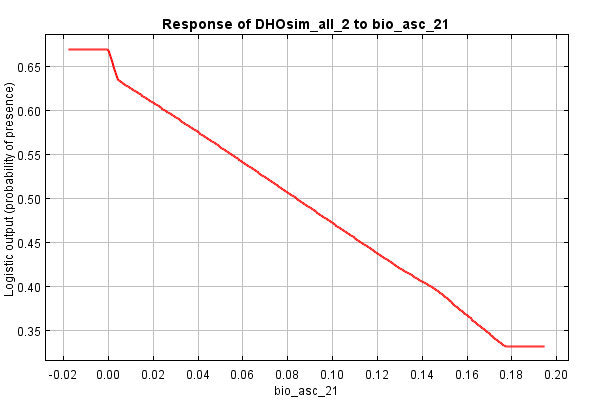 Response of DHOsim_all_2 to bio_asc_21
Logistic output (probability of presence)
0.65
0.60
0.55
0.50
0.45
0.40
0.35
-0.02 0.00 0.02 0.04 0.06 0.08 0.10 0.12 0.14 0.16 0.18 0.20
bio_asc_21